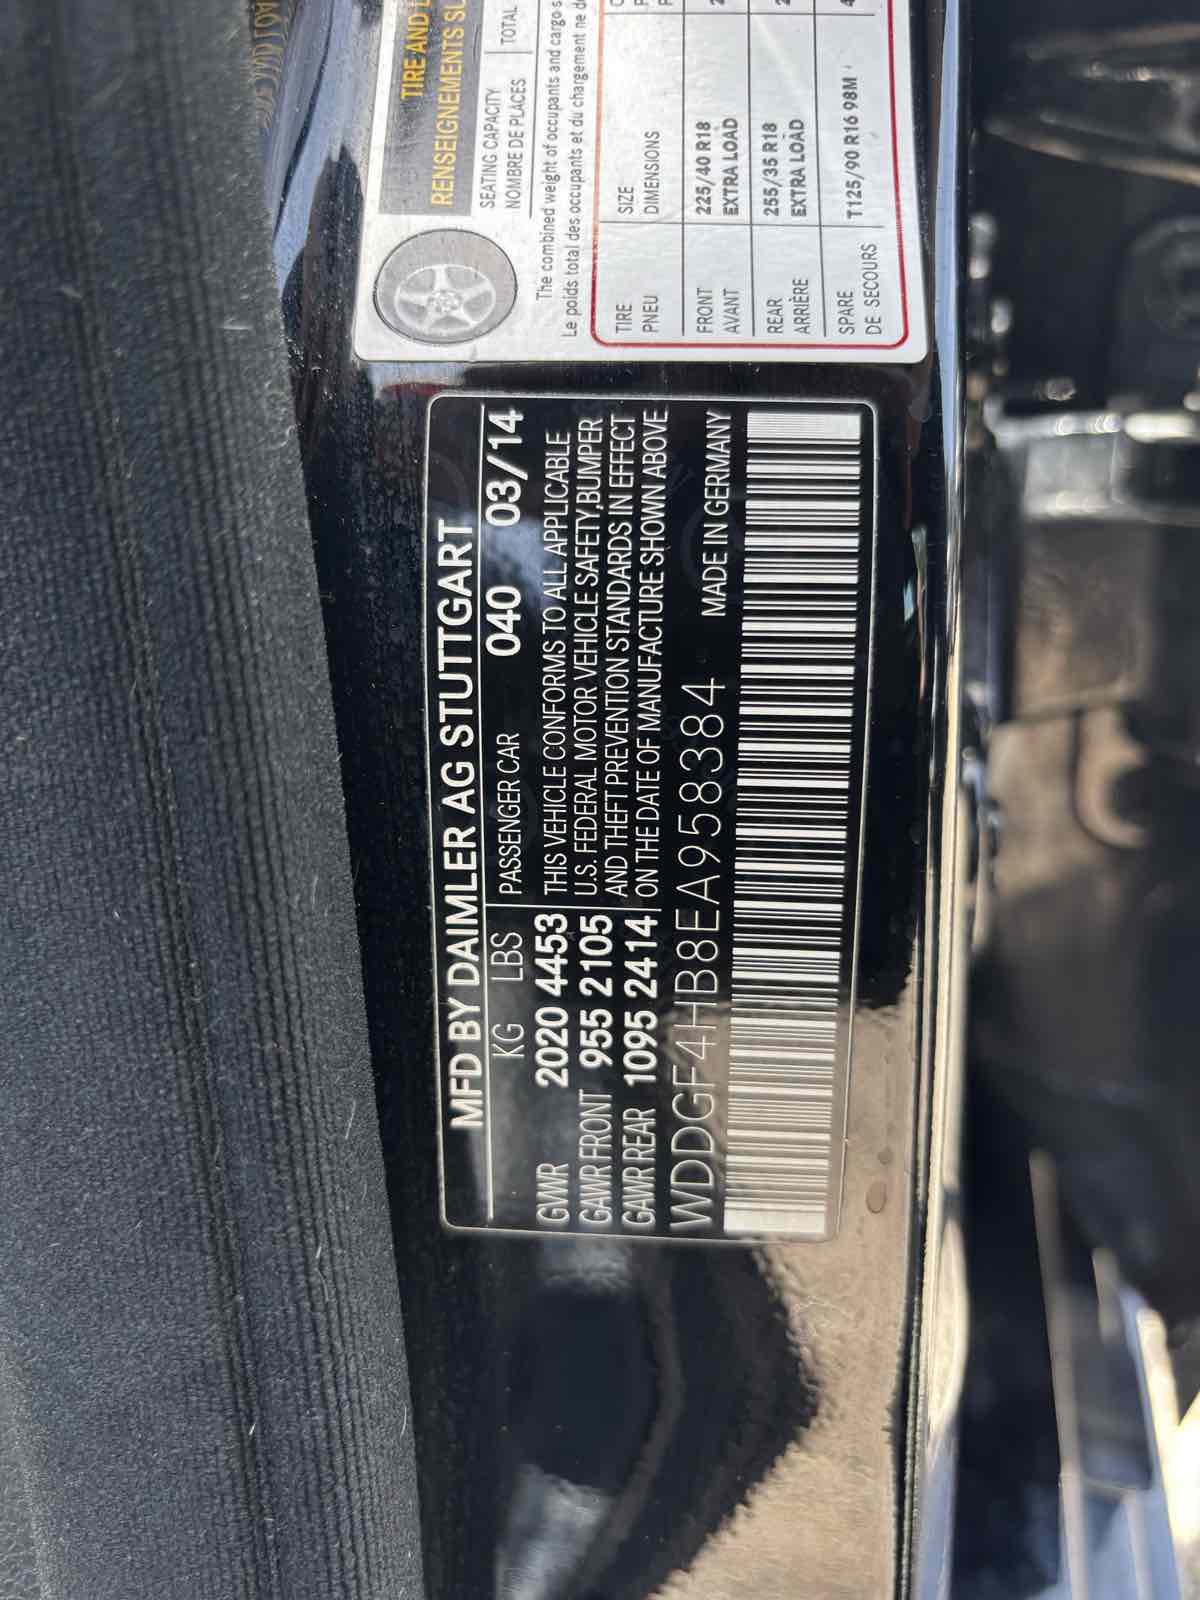 TIRE AND
RENSEIGNEMENTS
SEATING CAPACITY
NOMBRE DE PLACES
TOTAL
The combined weight of occupants and cargo
Le poids total des occupants et du chargement ne
TIRE SIZE
PNEU DIMENSIONS
FRONT 225/40 R18
AVANT EXTRA LOAD
REAR 255/35 R18
ARRIÈRE EXTRA LOAD
SPARE T125/90 R16 98M
DE SECOURS
MFD BY DAIMLER AG STUTTGART
KG LBS PASSENGER CAR 040 03/14
GVWR 2020 4453 THIS VEHICLE CONFORMS TO ALL APPLICABLE
GAWR FRONT 955 2105 U.S. FEDERAL MOTOR VEHICLE SAFETY,BUMPER
GAWR REAR 1095 2414 AND THEFT PREVENTION STANDARDS IN EFFECT
ON THE DATE OF MANUFACTURE SHOWN ABOVE
WDDGF4HB8EA958384 MADE IN GERMANY